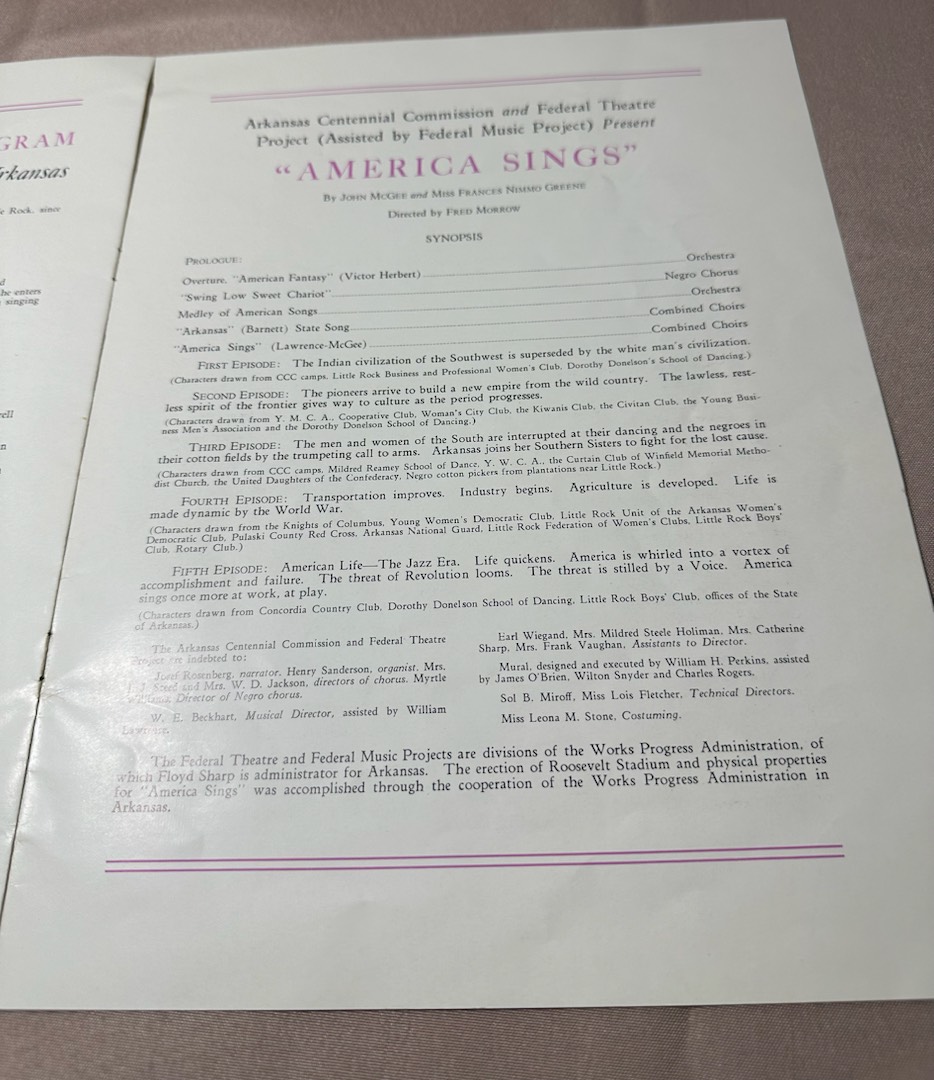 GRAM
rkansas
e Rock, since
d
he enters
singing
ell
n
Arkansas Centennial Commission and Federal Theatre
Project (Assisted by Federal Music Project) Present
“AMERICA SINGS”
By JOHN MCGEE and MISS FRANCES NIMMO GREENE
Directed by FRED MORROW
SYNOPSIS
PROLOGUE:
Overture, "American Fantasy" (Victor Herbert) Orchestra
"Swing Low Sweet Chariot" Negro Chorus
Medley of American Songs Orchestra
"Arkansas" (Barnett) State Song Combined Choirs
"America Sings" (Lawrence-McGee) Combined Choirs
FIRST EPISODE: The Indian civilization of the Southwest is superseded by the white man's civilization.
(Characters drawn from CCC camps, Little Rock Business and Professional Women's Club, Dorothy Donelson's School of Dancing.)
SECOND EPISODE: The pioneers arrive to build a new empire from the wild country. The lawless, rest-
less spirit of the frontier gives way to culture as the period progresses.
(Characters drawn from Y. M. C. A., Cooperative Club, Woman's City Club, the Kiwanis Club, the Civitan Club, the Young Busi-
ness Men's Association and the Dorothy Donelson School of Dancing.)
THIRD EPISODE: The men and women of the South are interrupted at their dancing and the negroes in
their cotton fields by the trumpeting call to arms. Arkansas joins her Southern Sisters to fight for the lost cause.
(Characters drawn from CCC camps, Mildred Reamey School of Dance, Y. W. C. A., the Curtain Club of Winfield Memorial Metho-
dist Church, the United Daughters of the Confederacy, Negro cotton pickers from plantations near Little Rock.)
FOURTH EPISODE: Transportation improves. Industry begins. Agriculture is developed. Life is
made dynamic by the World War.
(Characters drawn from the Knights of Columbus, Young Women's Democratic Club, Little Rock Unit of the Arkansas Women's
Democratic Club, Pulaski County Red Cross, Arkansas National Guard, Little Rock Federation of Women's Clubs, Little Rock Boys'
Club, Rotary Club.)
FIFTH EPISODE: American Life—The Jazz Era. Life quickens. America is whirled into a vortex of
accomplishment and failure. The threat of Revolution looms. The threat is stilled by a Voice. America
sings once more at work, at play.
(Characters drawn from Concordia Country Club, Dorothy Donelson School of Dancing, Little Rock Boys' Club, offices of the State
of Arkansas.)
The Arkansas Centennial Commission and Federal Theatre
Project are indebted to:
Josef Rosenberg, narrator, Henry Sanderson, organist, Mrs.
Steed and Mrs. W. D. Jackson, directors of chorus. Myrtle
Director of Negro chorus.
W. E. Beckhart, Musical Director, assisted by William
Lawrence.
Earl Wiegand, Mrs. Mildred Steele Holiman, Mrs. Catherine
Sharp, Mrs. Frank Vaughan, Assistants to Director.
Mural, designed and executed by William H. Perkins, assisted
by James O'Brien, Wilton Snyder and Charles Rogers.
Sol B. Miroff, Miss Lois Fletcher, Technical Directors.
Miss Leona M. Stone, Costuming.
The Federal Theatre and Federal Music Projects are divisions of the Works Progress Administration, of
which Floyd Sharp is administrator for Arkansas. The erection of Roosevelt Stadium and physical properties
for "America Sings" was accomplished through the cooperation of the Works Progress Administration in
Arkansas.